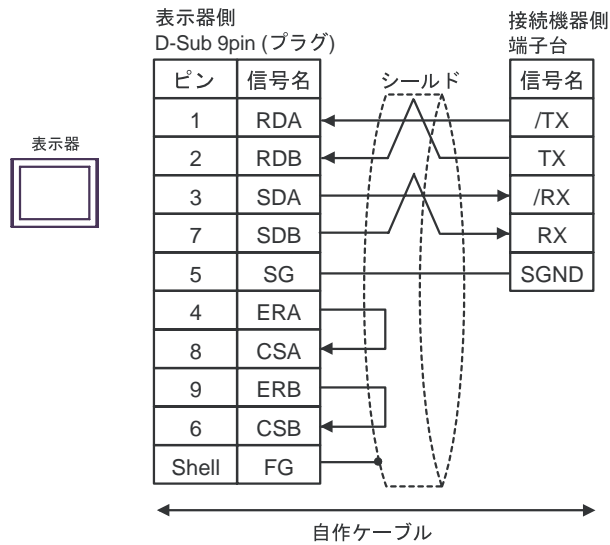 表示器側
D-Sub 9pin (プラグ)
接続機器側
端子台
ピン 信号名 シールド 信号名
1 RDA /TX
2 RDB TX
表示器
3 SDA /RX
7 SDB RX
5 SG SGND
4 ERA
8 CSA
9 ERB
6 CSB
Shell FG
自作ケーブル